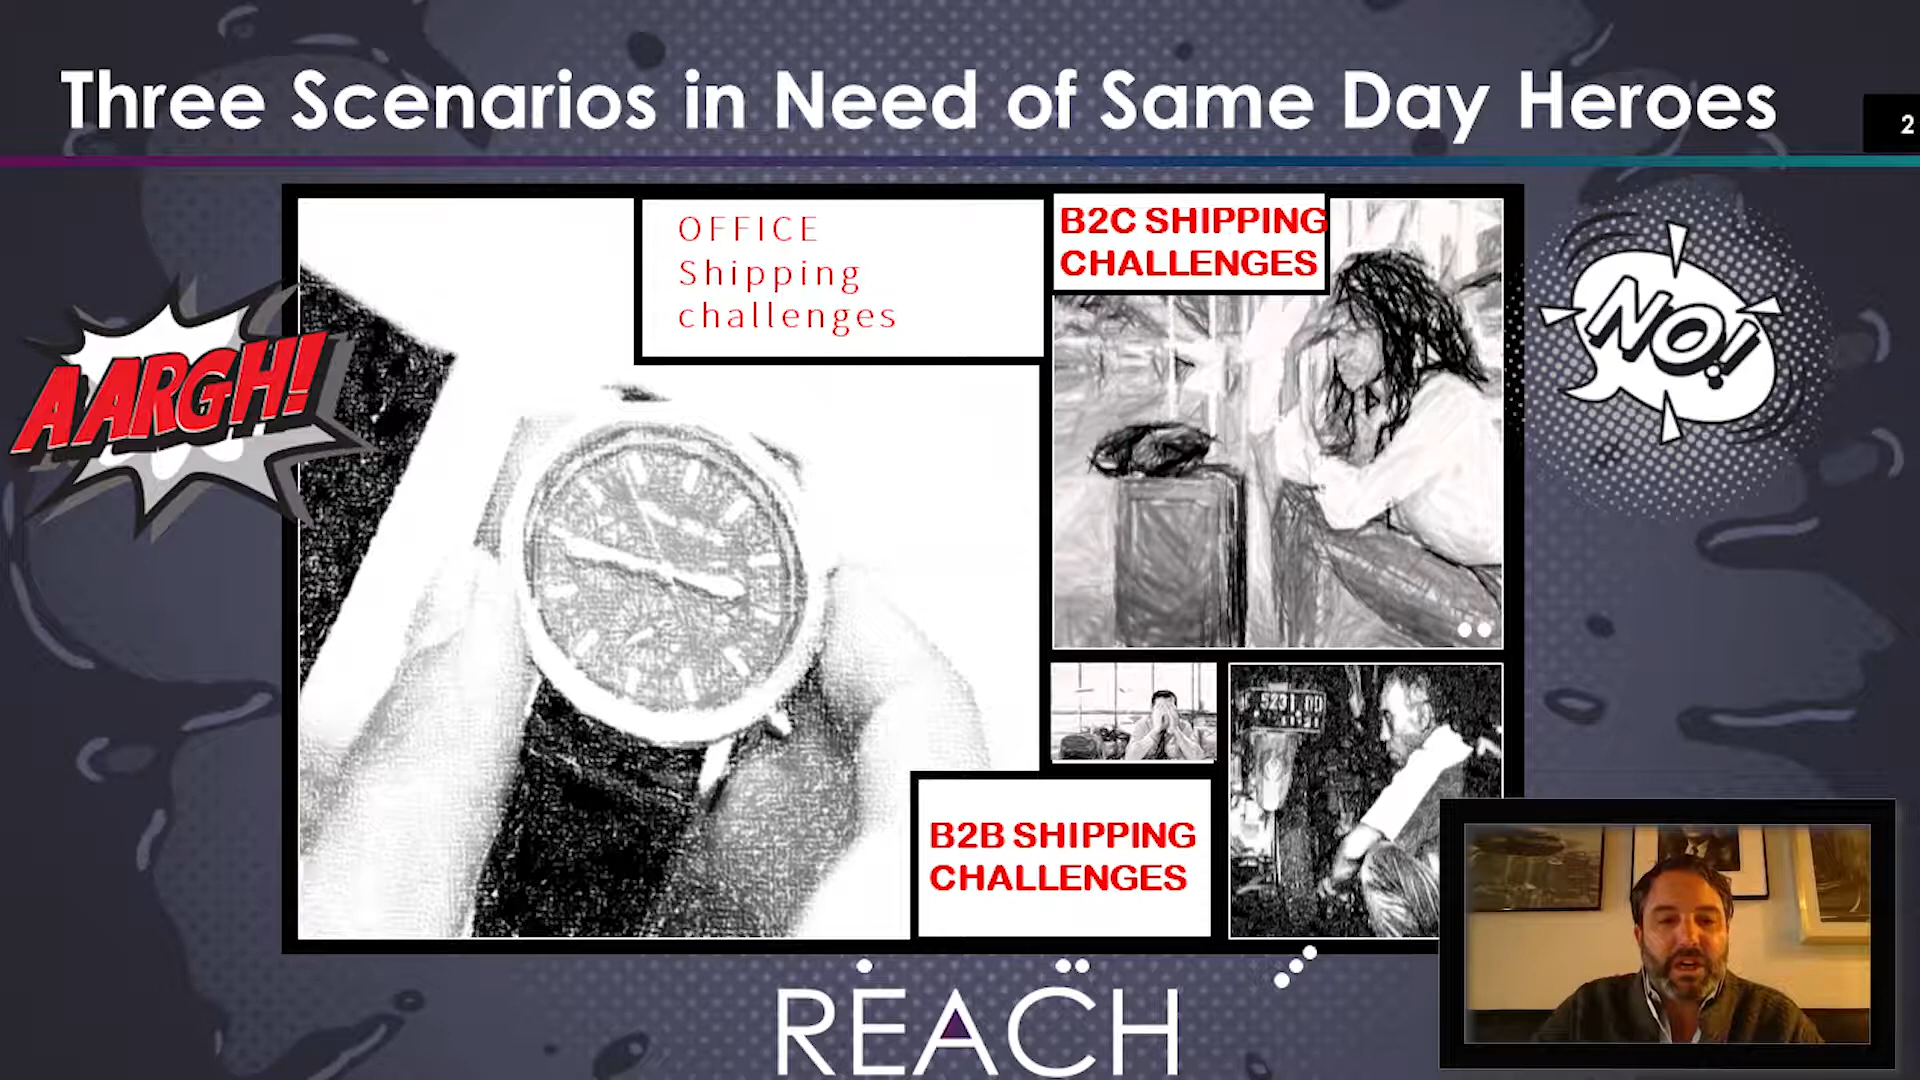 Three Scenarios in Need of Same Day Heroes
2
OFFICE
Shipping
challenges
B2C SHIPPING
CHALLENGES
AARGH!
NO!
5231
B2B SHIPPING
CHALLENGES
REACH